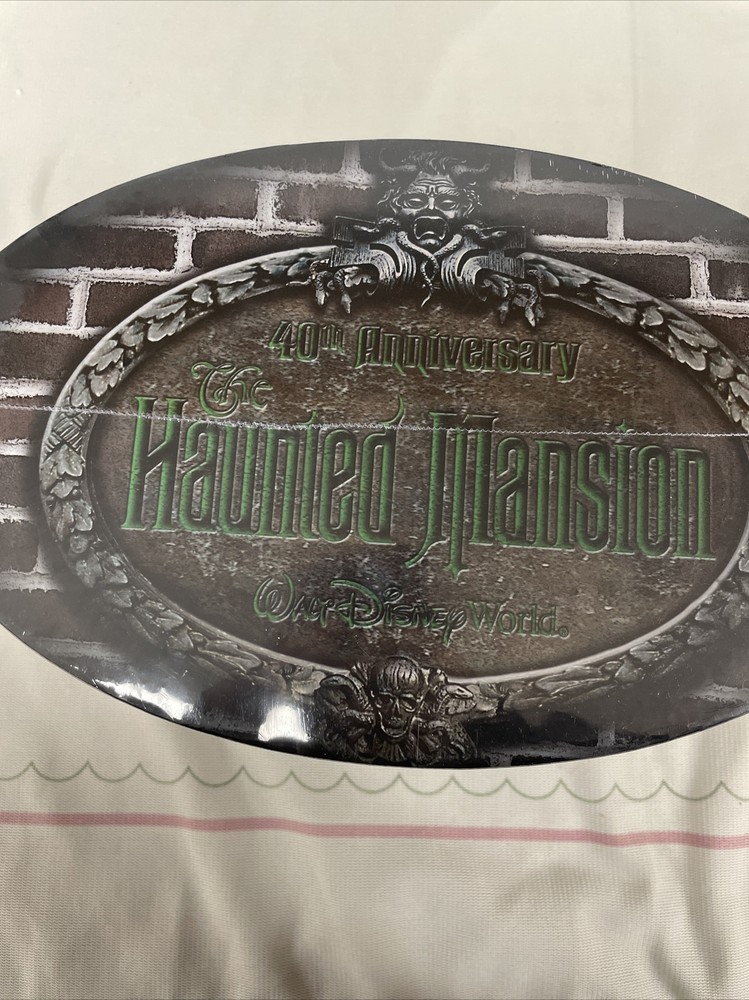 40th Anniversary
The
Haunted Mansion
Walt Disney World®